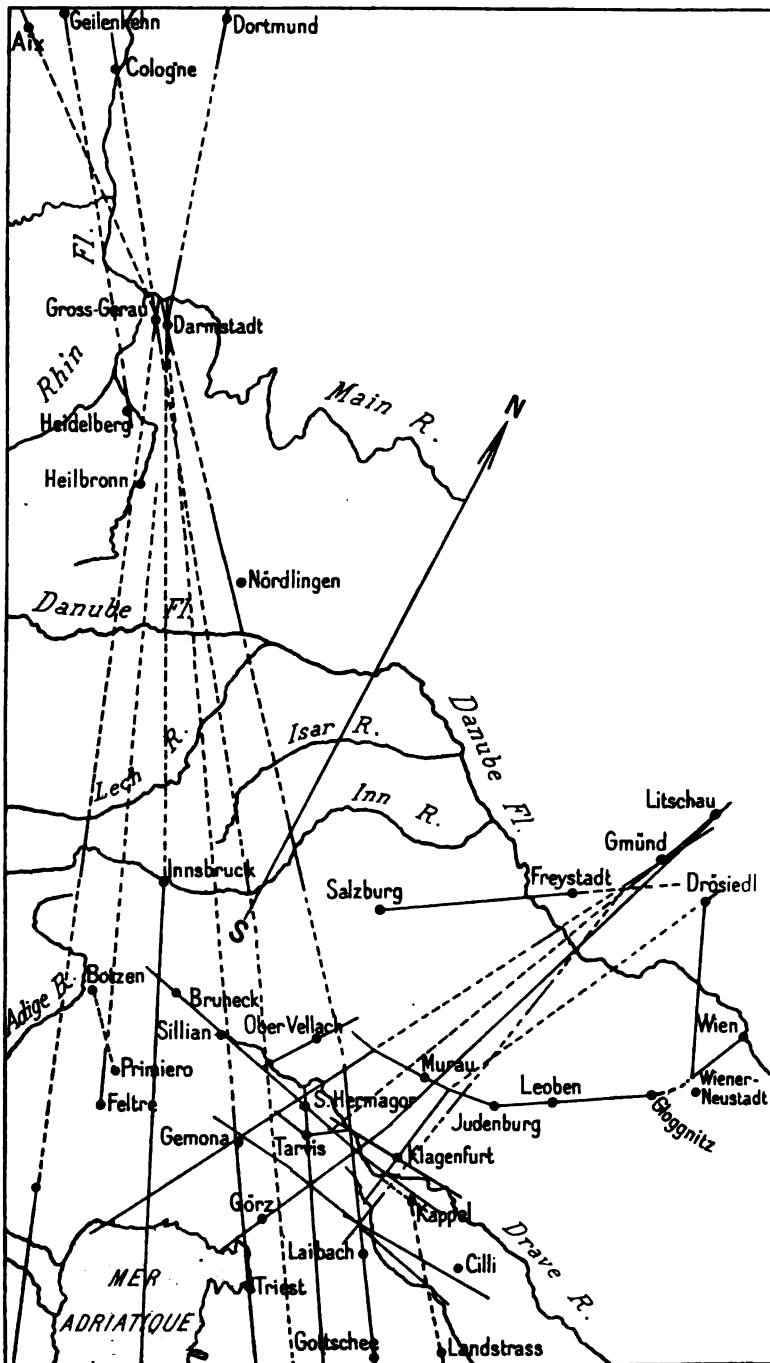 Geilenkehn
Aix
Dortmund
Cologne
Fl.
Gross-Gerau
Darmstadt
Rhin
Main R.
N
Heidelberg
Heilbronn
Nördlingen
Danube Fl.
Danube Fl.
Isar R.
Lech R.
Inn R.
Litschau
Gmünd
Innsbruck
Freystadt
Drösiedl
Salzburg
S
Botzen
Adige
Bruneck
Sillian
Ober Vellach
Wien
Primiero
Murau
Leoben
Wiener-
Neustadt
Feltre
S. Hermagor
Judenburg
Gloggnitz
Gemona
Tarvis
Klagenfurt
Görz
Kappel
Drave R.
Laibach
Cilli
MER
ADRIATIQUE
Triest
Gottschee
Landstrass